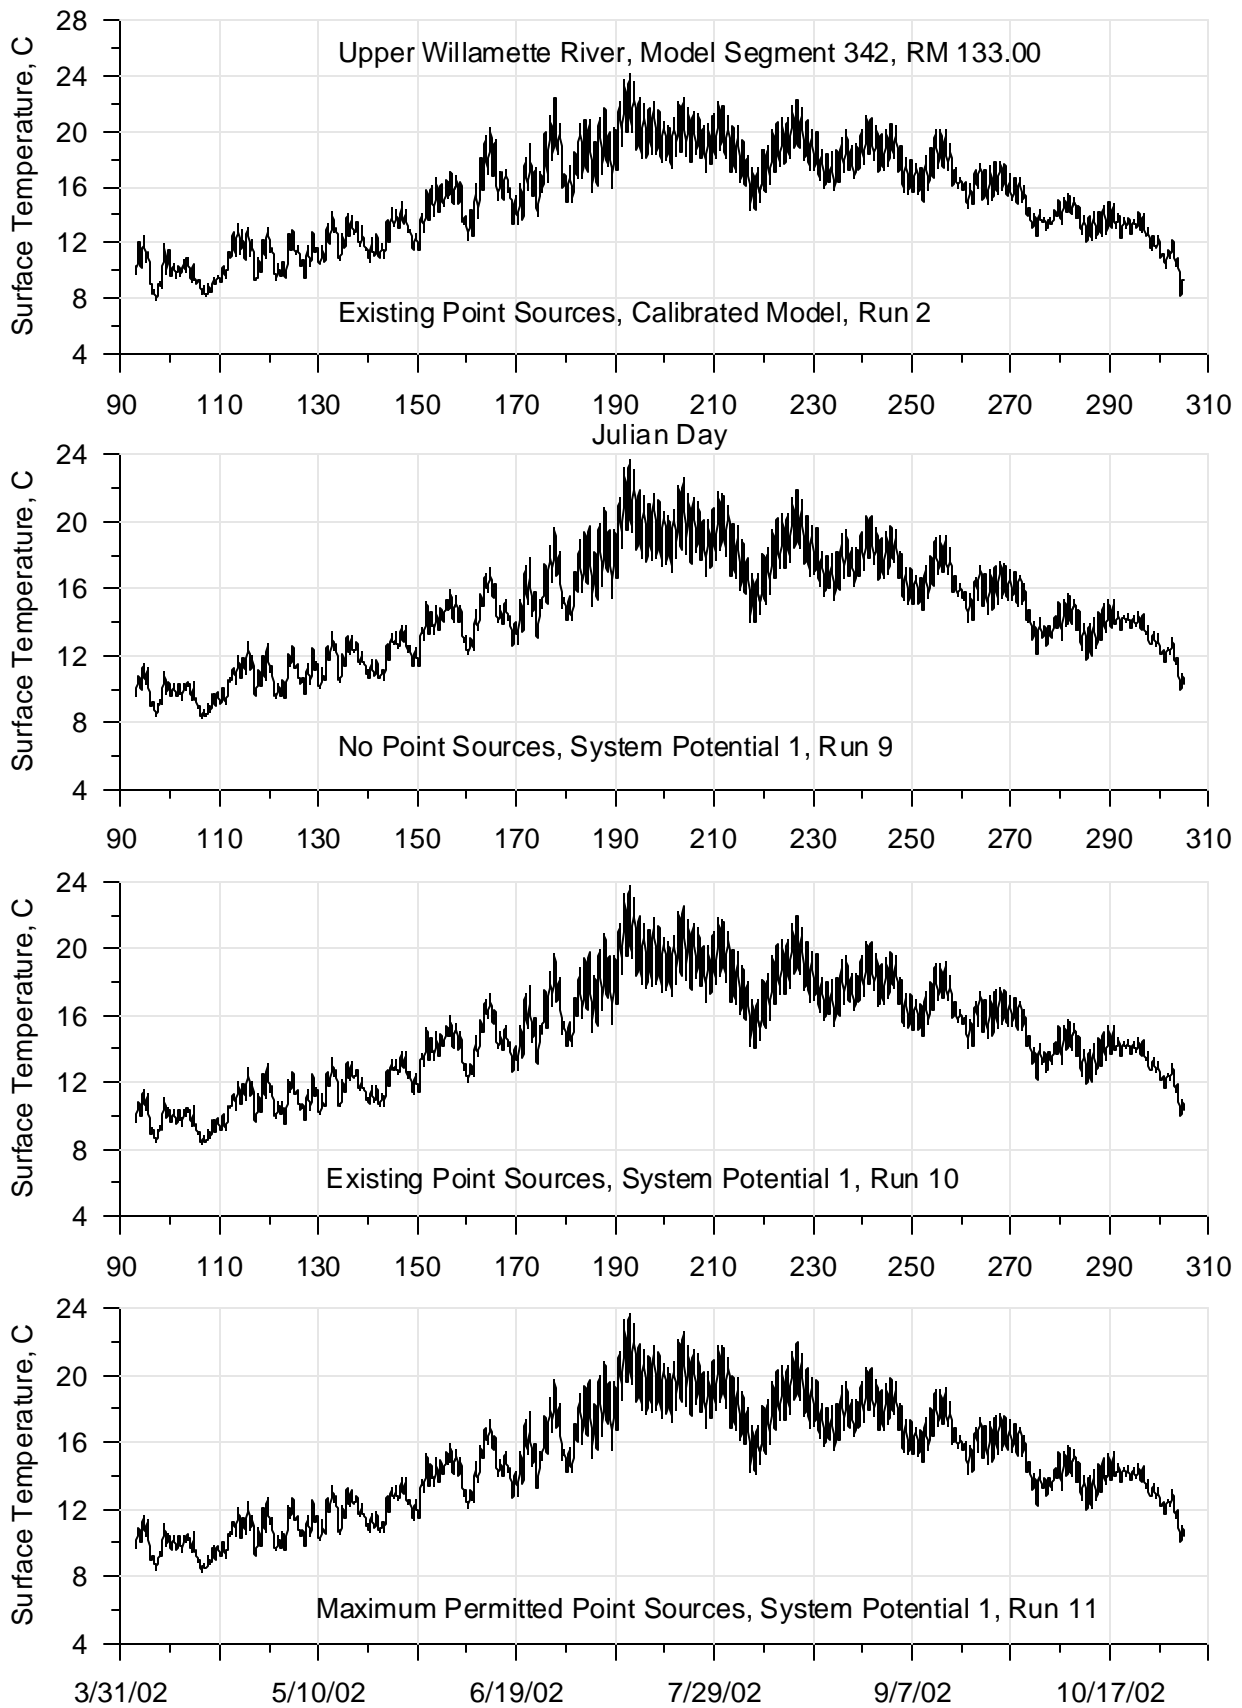 28
Upper Willamette River, Model Segment 342, RM 133.00
24
20
16
12
8
4
Surface Temperature, C
Existing Point Sources, Calibrated Model, Run 2
90 110 130 150 170 190 210 230 250 270 290 310
Julian Day
24
20
16
12
8
4
Surface Temperature, C
No Point Sources, System Potential 1, Run 9
90 110 130 150 170 190 210 230 250 270 290 310
24
20
16
12
8
4
Surface Temperature, C
Existing Point Sources, System Potential 1, Run 10
90 110 130 150 170 190 210 230 250 270 290 310
24
20
16
12
8
4
Surface Temperature, C
Maximum Permitted Point Sources, System Potential 1, Run 11
3/31/02 5/10/02 6/19/02 7/29/02 9/7/02 10/17/02